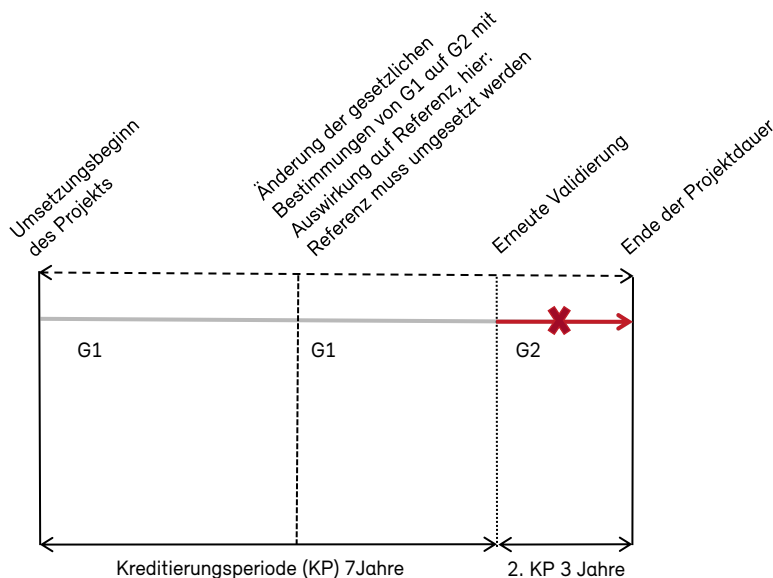 Umsetzungsbeginn
des Projekts
Änderung der gesetzlichen
Bestimmungen von G1 auf G2 mit
Auswirkung auf Referenz, hier:
Referenz muss umgesetzt werden
Erneute Validierung
Ende der Projektdauer
G1
G1
G2
Kreditierungsperiode (KP) 7Jahre
2. KP 3 Jahre